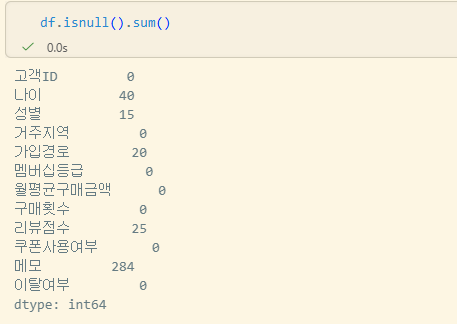 df.isnull().sum()
0.0s
고객ID 0
나이 40
성별 15
거주지역 0
가입경로 20
멤버십등급 0
월평균구매금액 0
구매횟수 0
리뷰점수 25
쿠폰사용여부 0
메모 284
이탈여부 0
dtype: int64